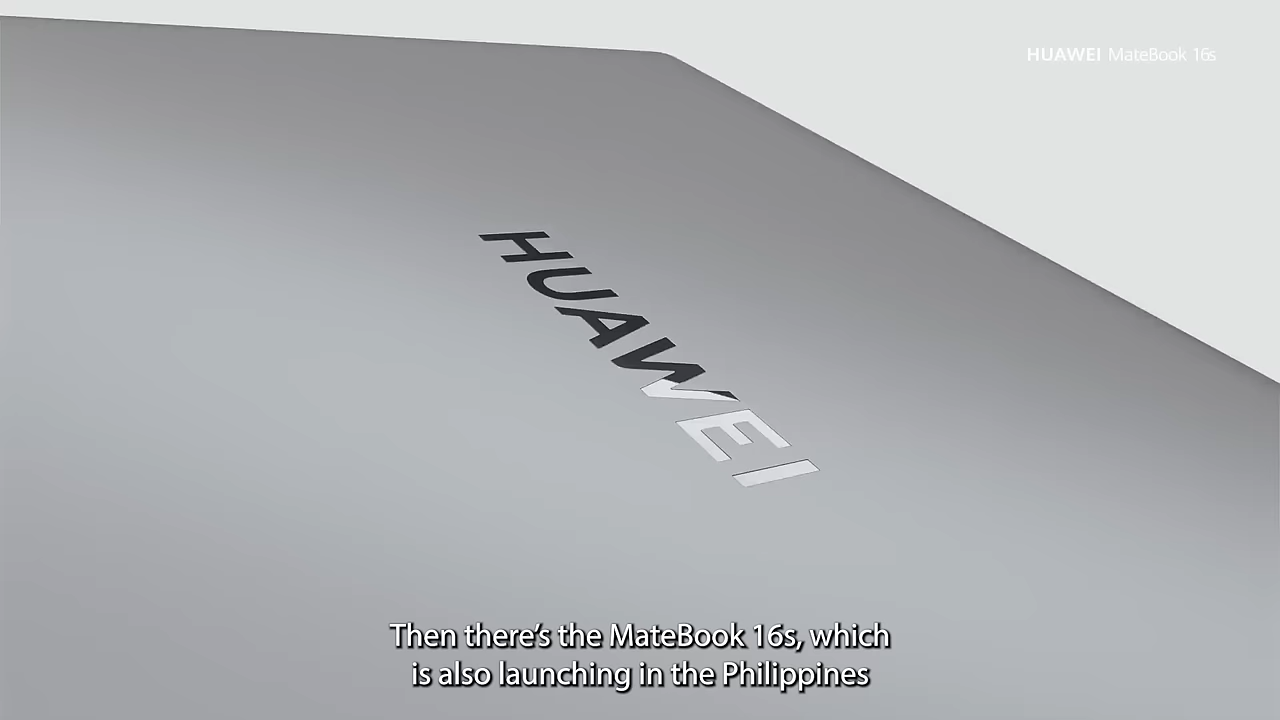 HUAWEI MateBook 16s
HUAWEI
Then there's the MateBook 16s, which
is also launching in the Philippines